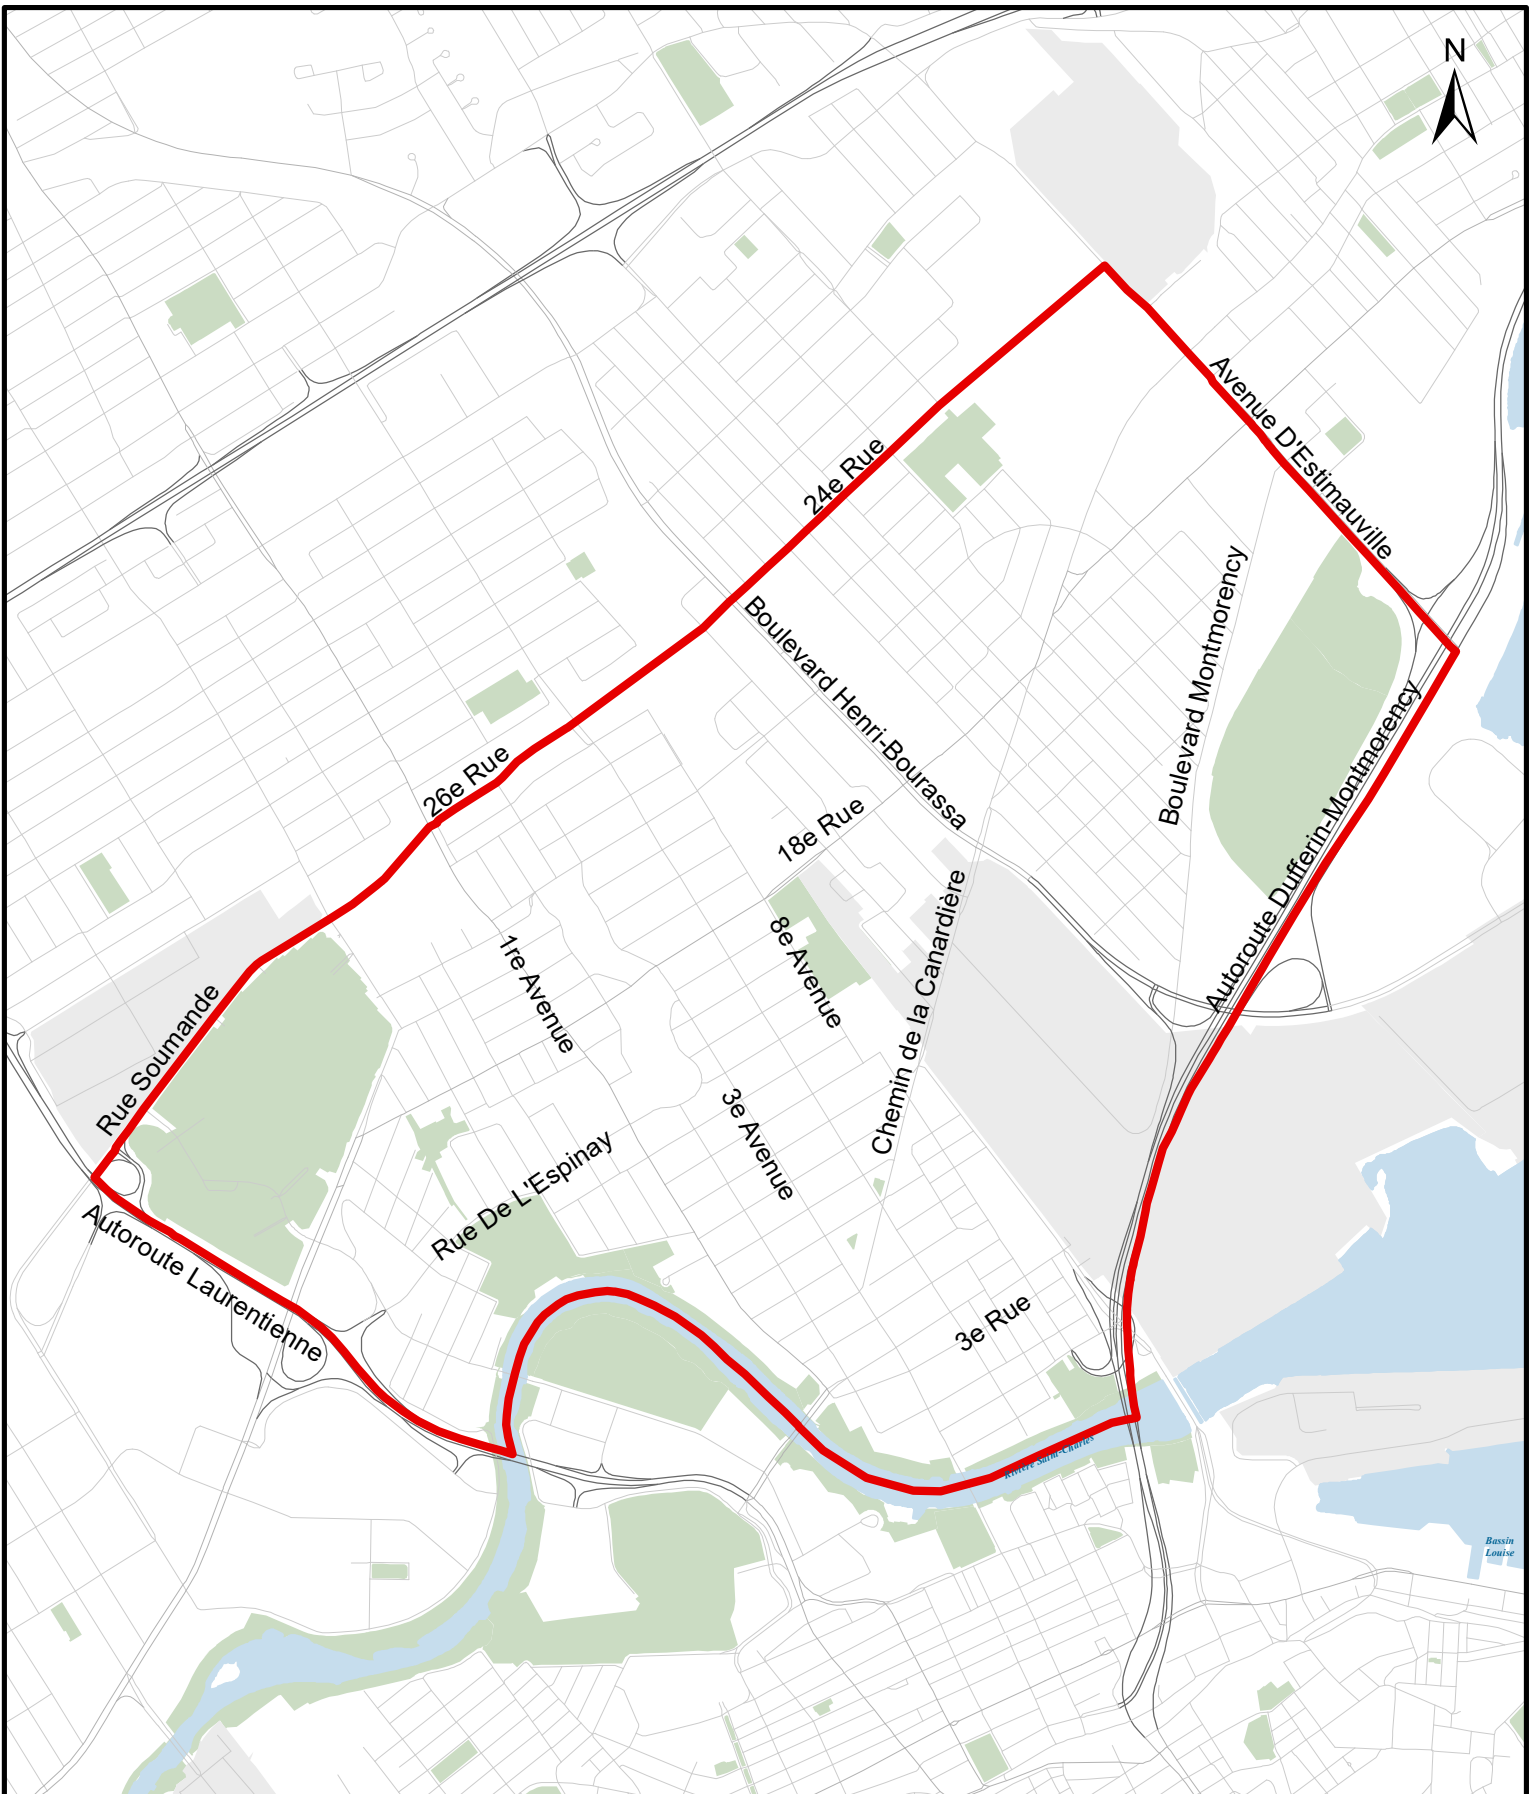 N
Avenue D'Estimauville
24e Rue
Boulevard Montmorency
Boulevard Henri-Bourassa
Autoroute Dufferin-Montmorency
26e Rue
18e Rue
Chemin de la Canardière
8e Avenue
1re Avenue
Rue Soumande
3e Avenue
Rue De L'Espinay
Autoroute Laurentienne
3e Rue
Rivière Saint-Charles
Bassin
Louise